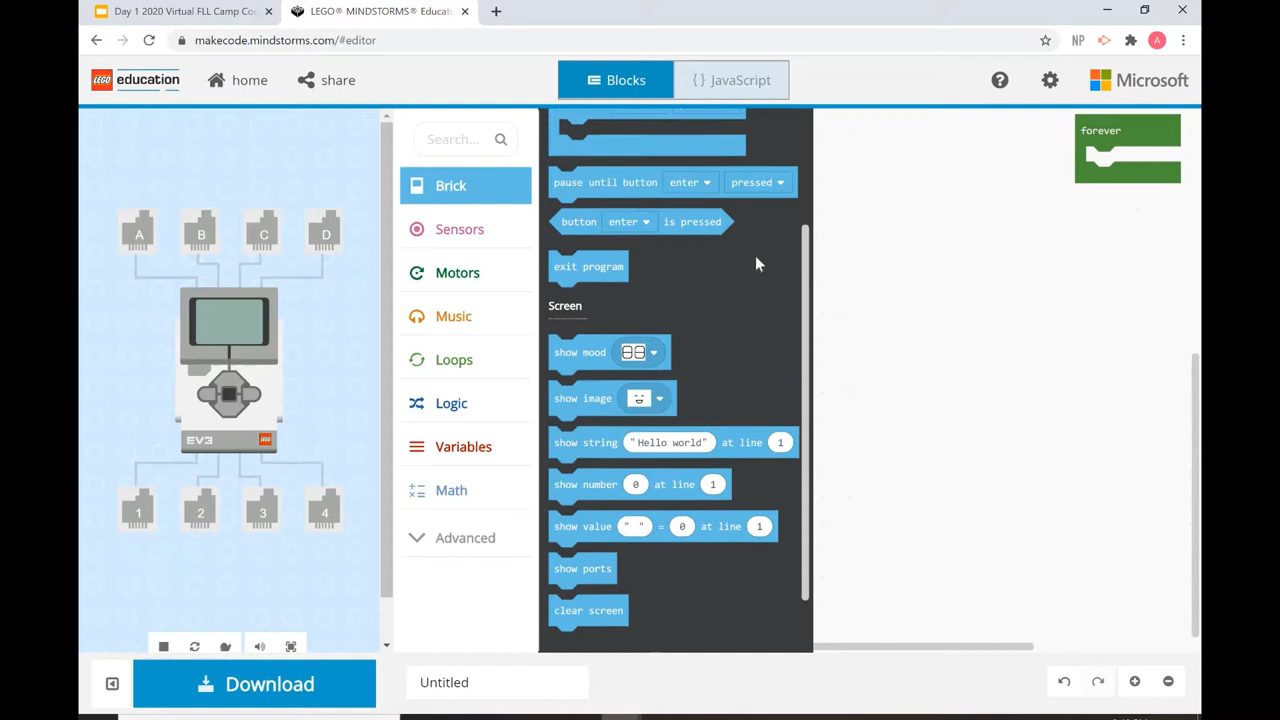 Day 1 2020 Virtual FLL Camp Coo
LEGO® MINDSTORMS® Educati
makecode.mindstorms.com/#editor
NP
A
LEGO education
home
share
Blocks
{ } JavaScript
Microsoft
A
B
C
D
EV3
LEGO
1
2
3
4
Download
Search...
Brick
Sensors
Motors
Music
Loops
Logic
Variables
Math
Advanced
pause until button enter pressed
button enter is pressed
exit program
Screen
show mood
show image
show string "Hello world" at line 1
show number 0 at line 1
show value " " = 0 at line 1
show ports
clear screen
forever
Untitled